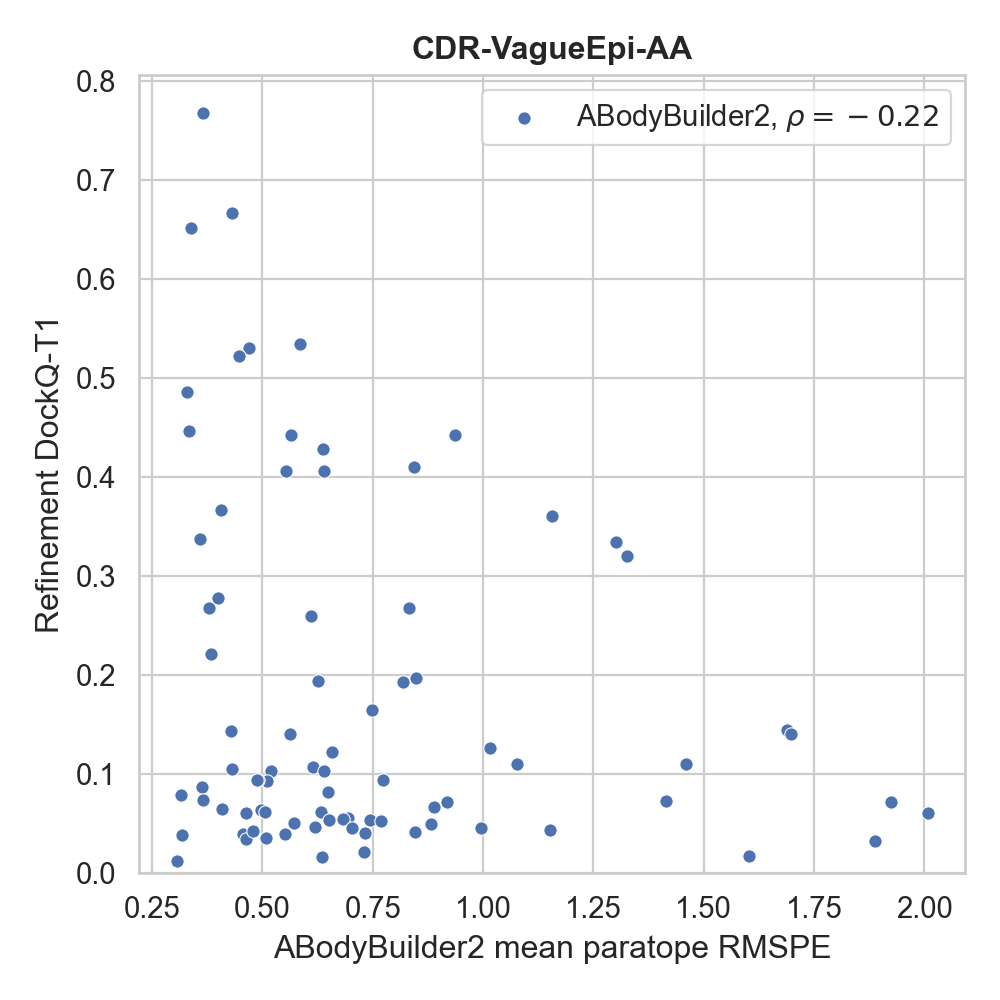 CDR-VagueEpi-AA
ABodyBuilder2, ρ = − 0.22
Refinement DockQ-T1
0.8
0.7
0.6
0.5
0.4
0.3
0.2
0.1
0.0
0.25 0.50 0.75 1.00 1.25 1.50 1.75 2.00
ABodyBuilder2 mean paratope RMSPE